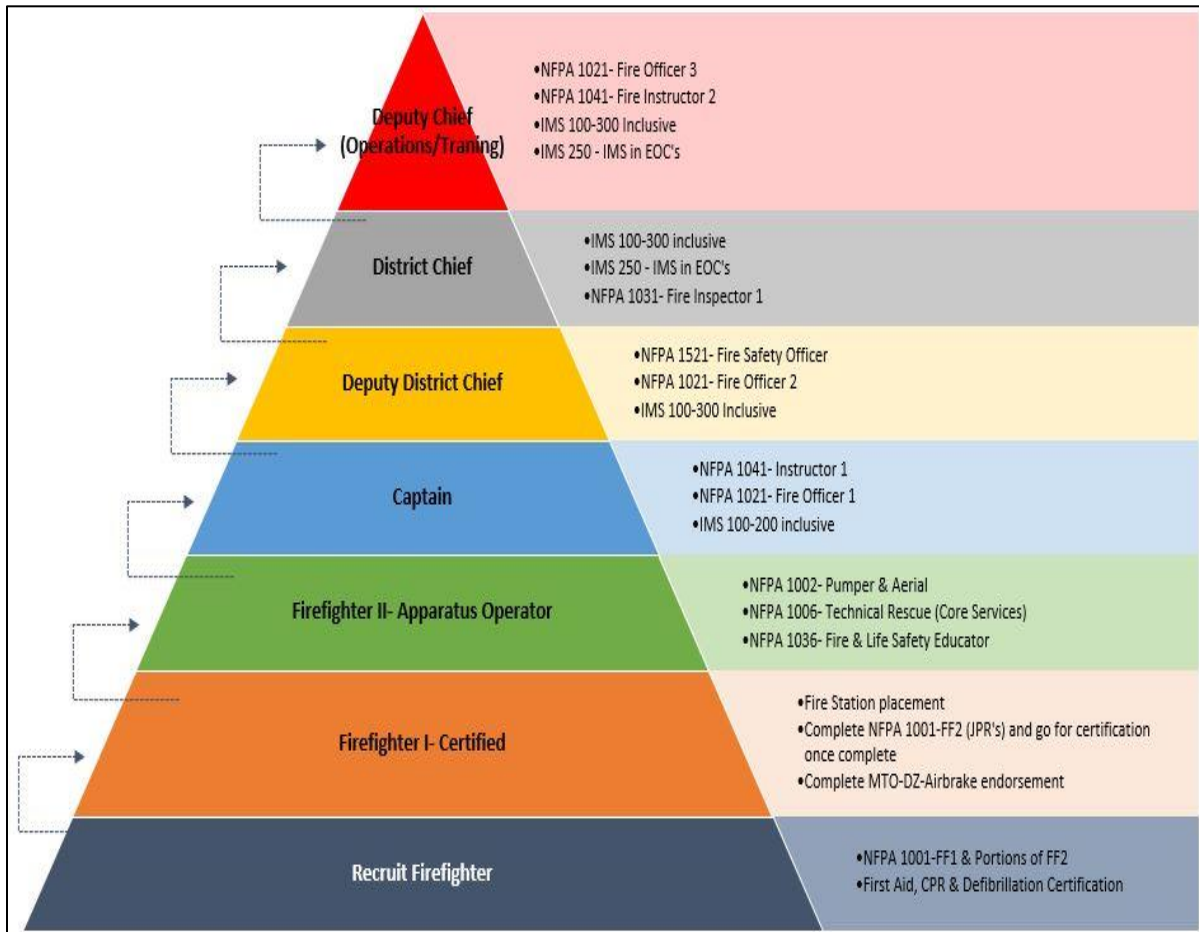 Deputy Chief
(Operations/Traning)
•NFPA 1021- Fire Officer 3
•NFPA 1041- Fire Instructor 2
•IMS 100-300 Inclusive
•IMS 250 - IMS in EOC's
District Chief
•IMS 100-300 inclusive
•IMS 250 - IMS in EOC's
•NFPA 1031- Fire Inspector 1
Deputy District Chief
•NFPA 1521- Fire Safety Officer
•NFPA 1021- Fire Officer 2
•IMS 100-300 Inclusive
Captain
•NFPA 1041- Instructor 1
•NFPA 1021- Fire Officer 1
•IMS 100-200 inclusive
Firefighter II- Apparatus Operator
•NFPA 1002- Pumper & Aerial
•NFPA 1006- Technical Rescue (Core Services)
•NFPA 1036- Fire & Life Safety Educator
Firefighter I- Certified
•Fire Station placement
•Complete NFPA 1001-FF2 (JPR's) and go for certification
once complete
•Complete MTO-DZ-Airbrake endorsement
Recruit Firefighter
•NFPA 1001-FF1 & Portions of FF2
•First Aid, CPR & Defibrillation Certification